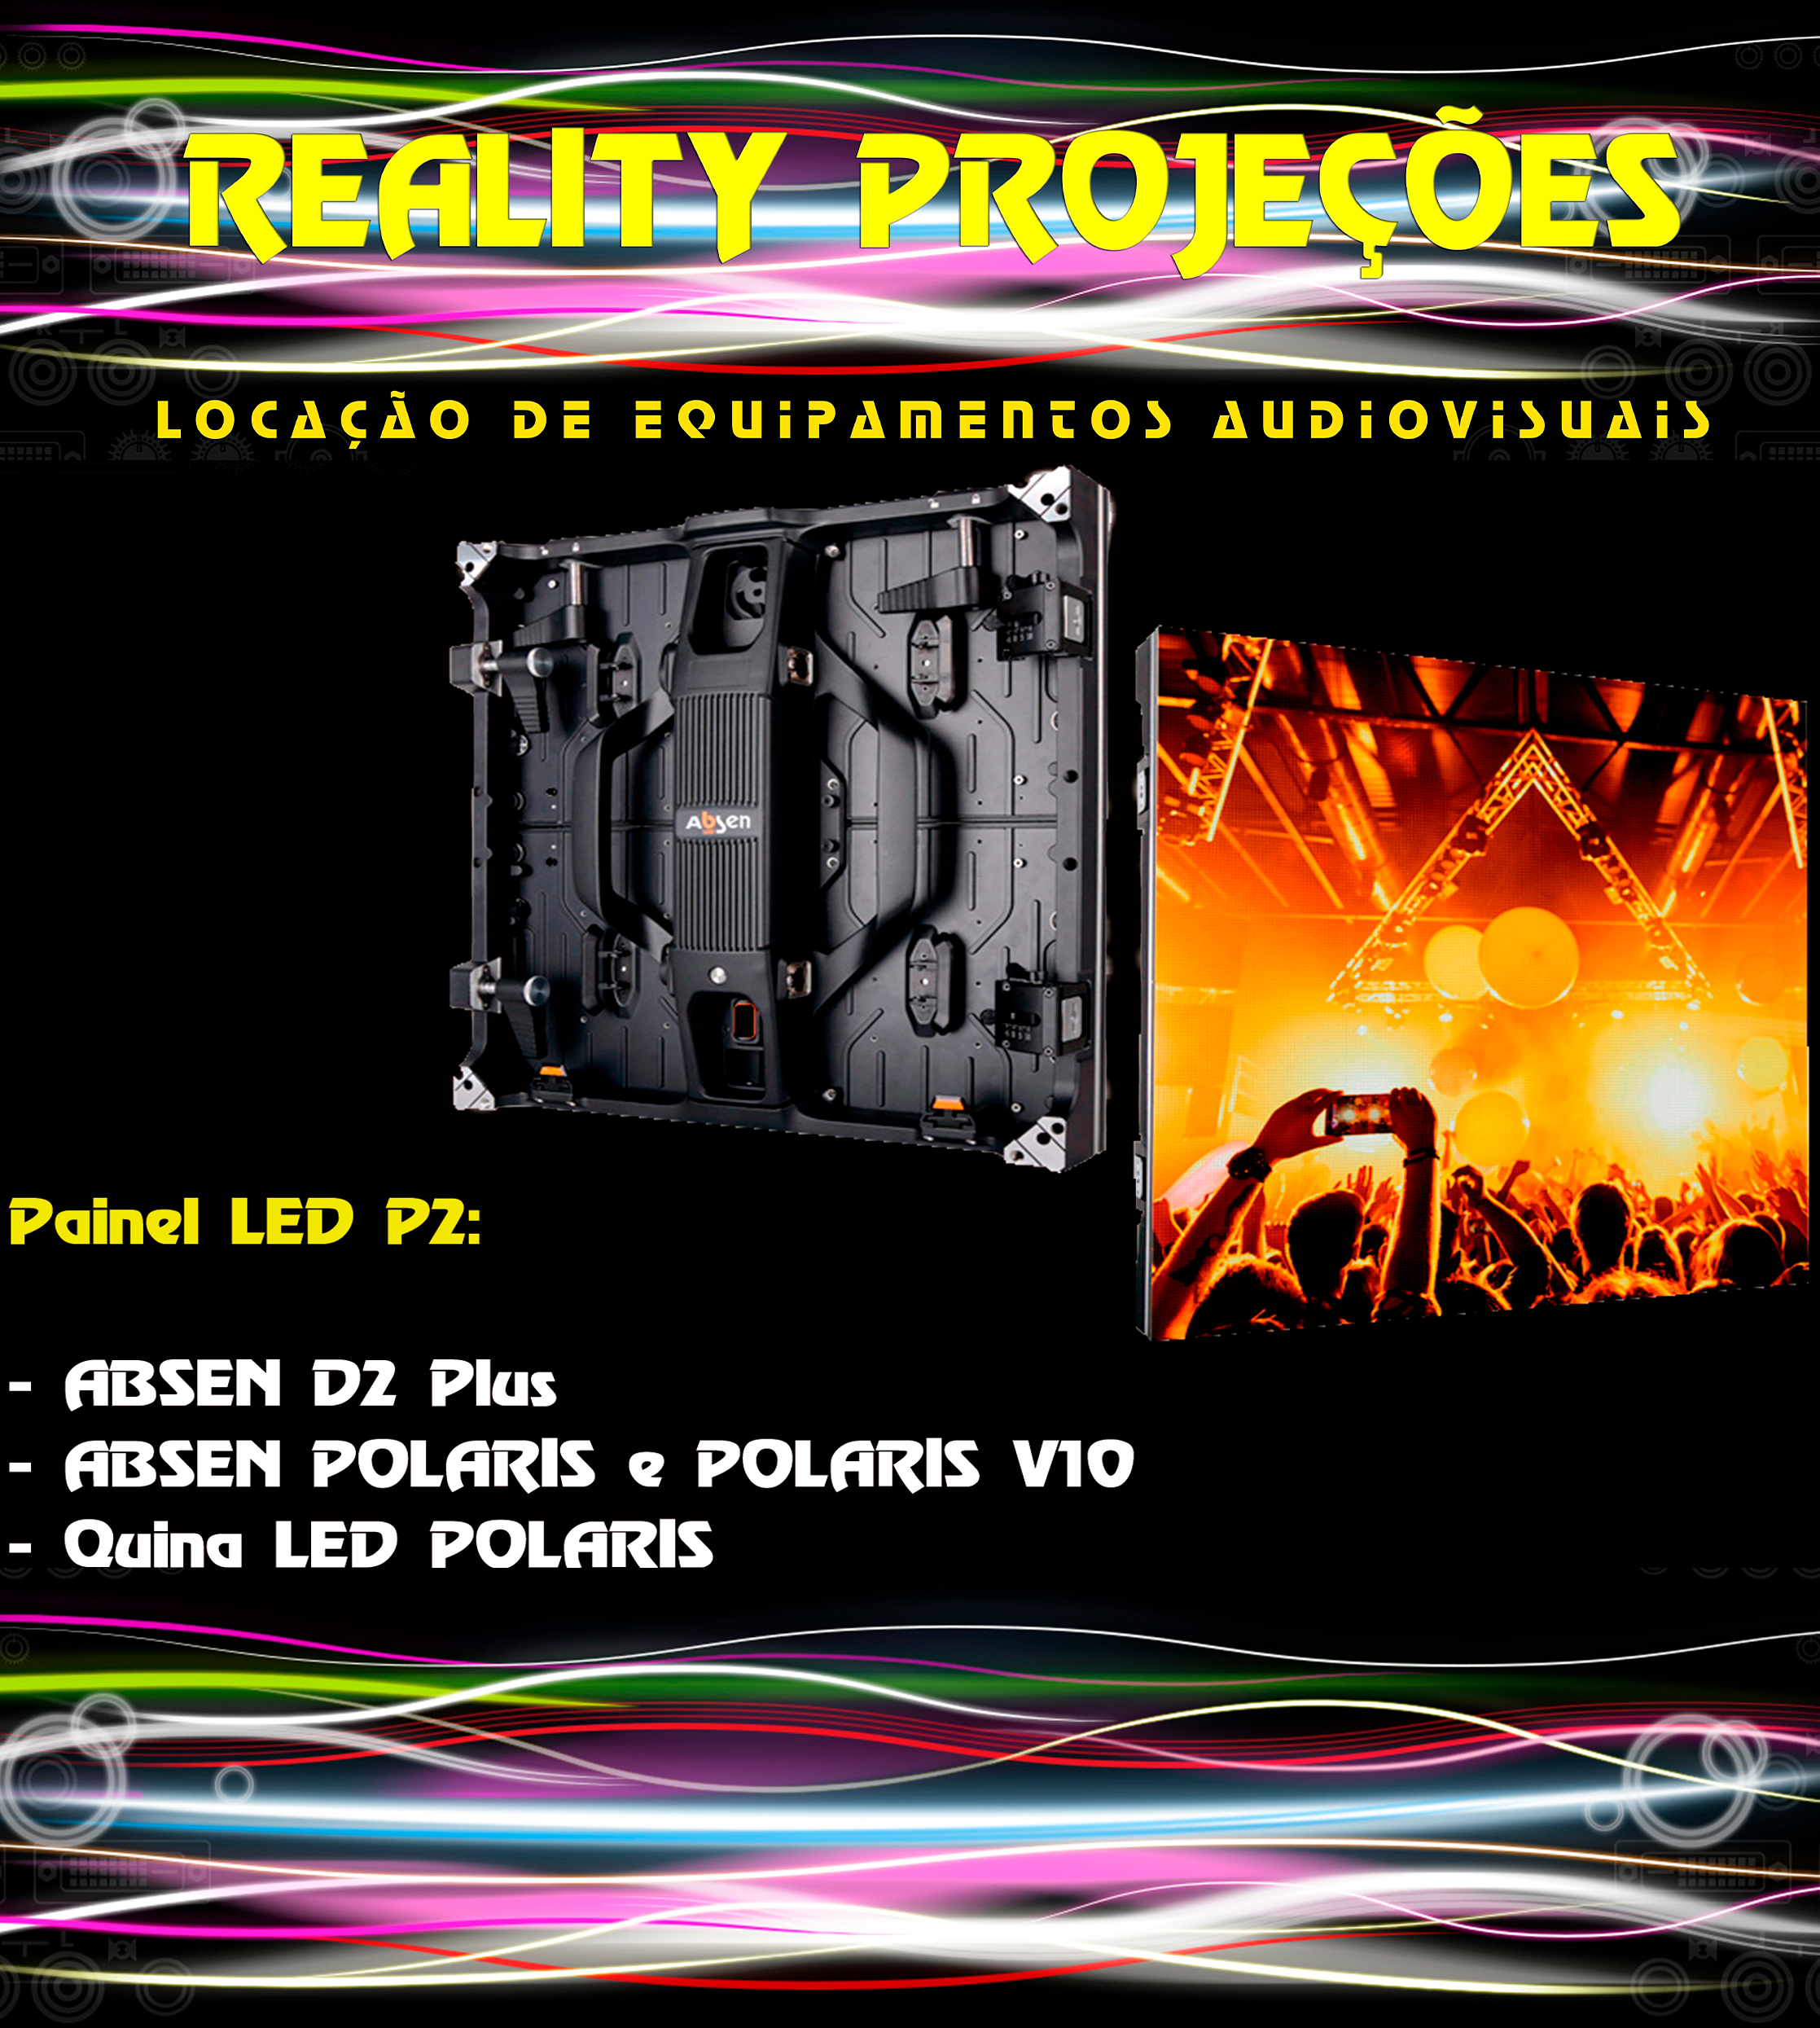 REALITY PROJEÇÕES
LOCAÇÃO DE EQUIPAMENTOS AUDIOVISUAIS
Absen
Painel LED P2:
- ABSEN D2 Plus
- ABSEN POLARIS e POLARIS V10
- Quina LED POLARIS